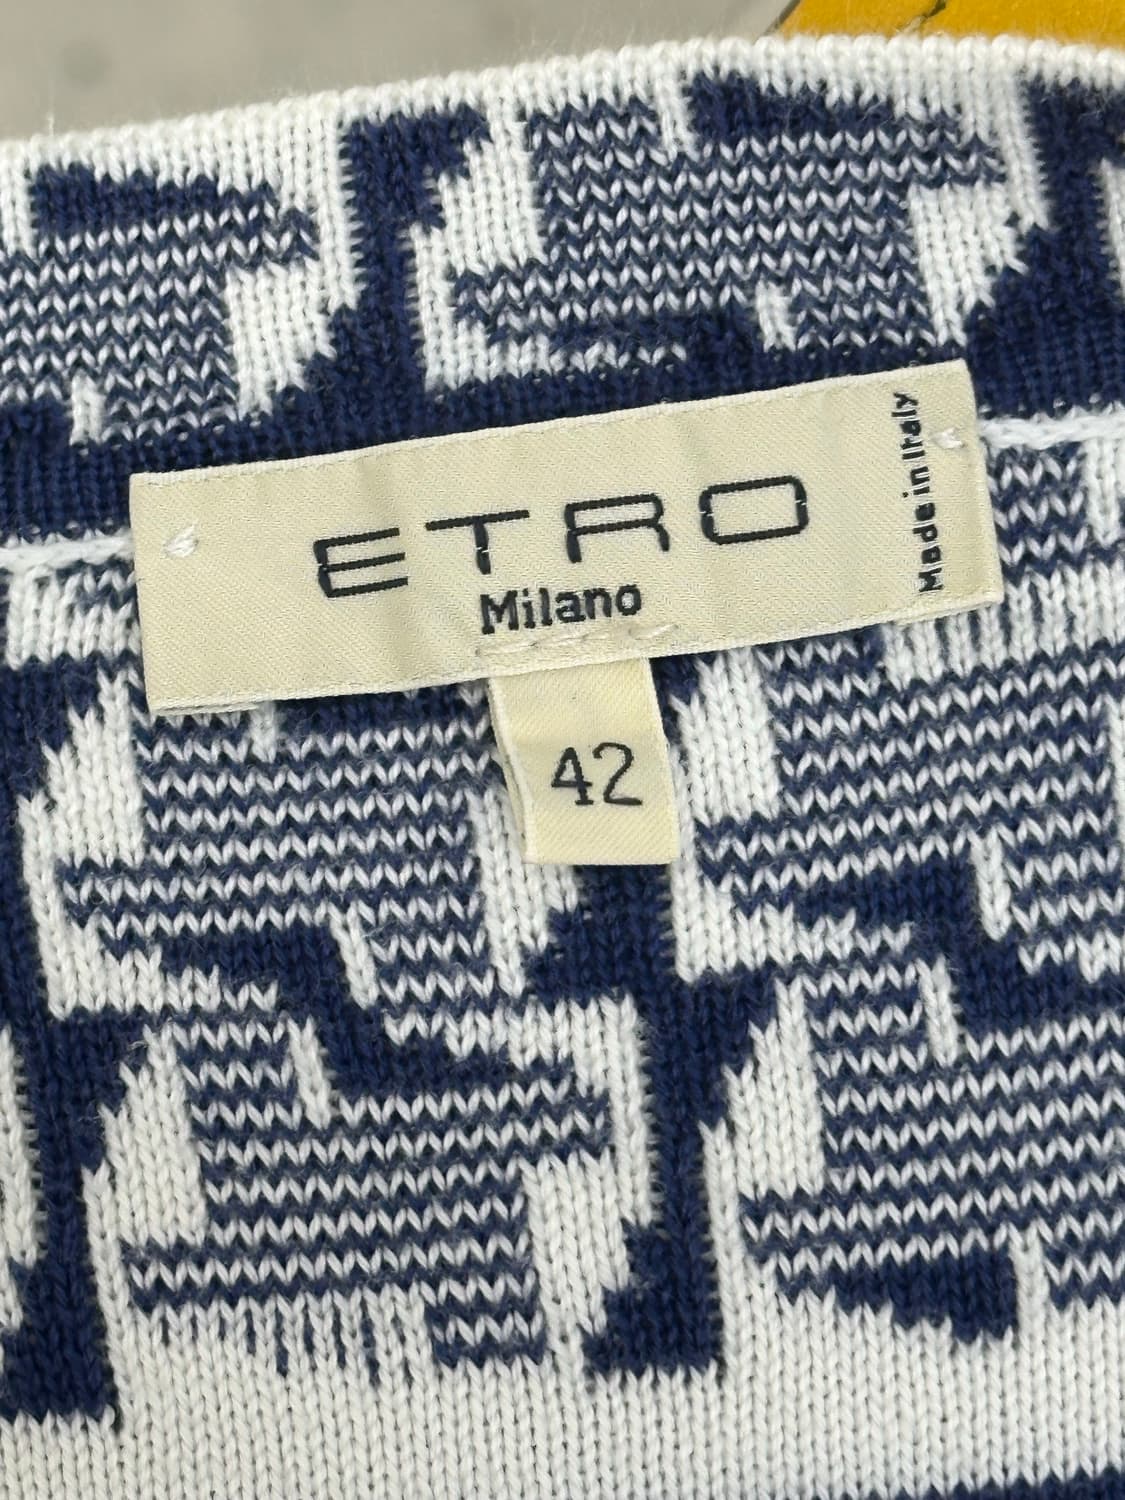 ETRO
Milano
Made in Italy
42